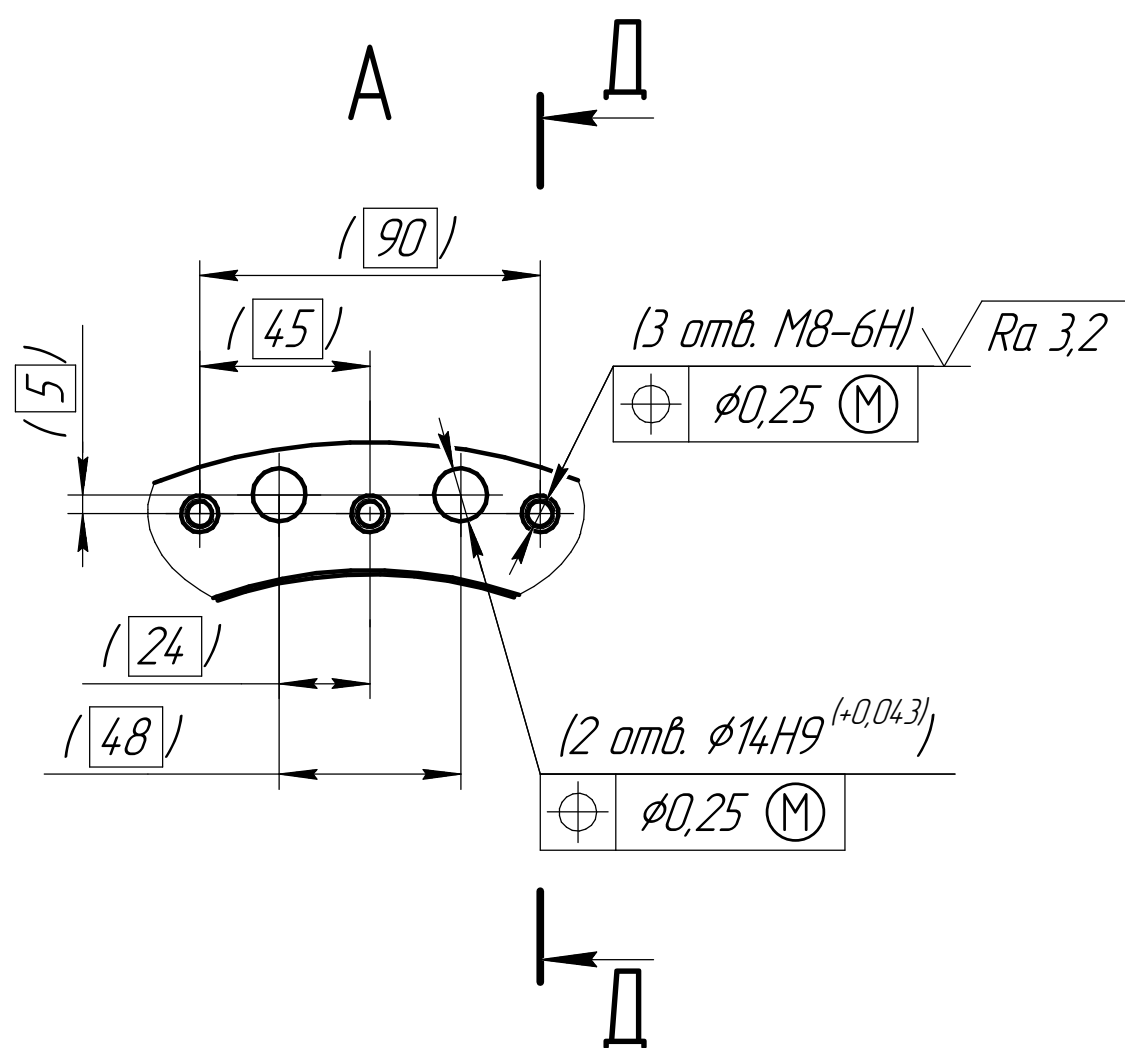 А
Д
(90)
(45)
(5)
(3 отв. М8-6Н)
Ra 3,2
⌖ ⌀0,25 Ⓜ
(24)
(48)
(2 отв. ⌀14Н9(+0,043))
⌖ ⌀0,25 Ⓜ
Д